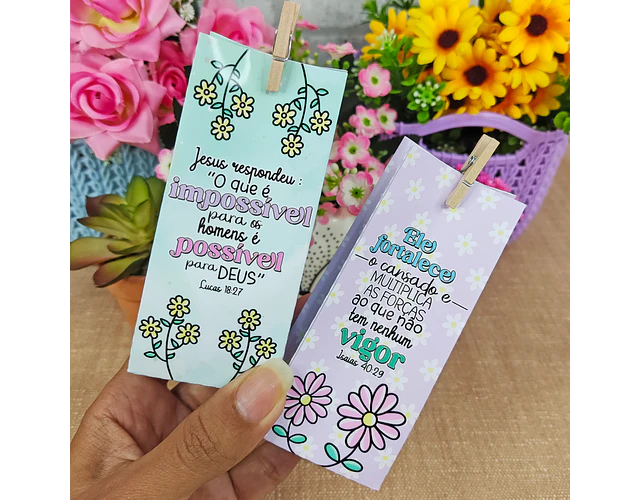 Jesus respondeu :
"O que é
impossível
para os
homens é
possível
para DEUS"
Lucas 18:27
Ele
fortalece
o cansado e
MULTIPLICA
AS FORÇAS
ao que não
tem nenhum
vigor
Isaias 40:29